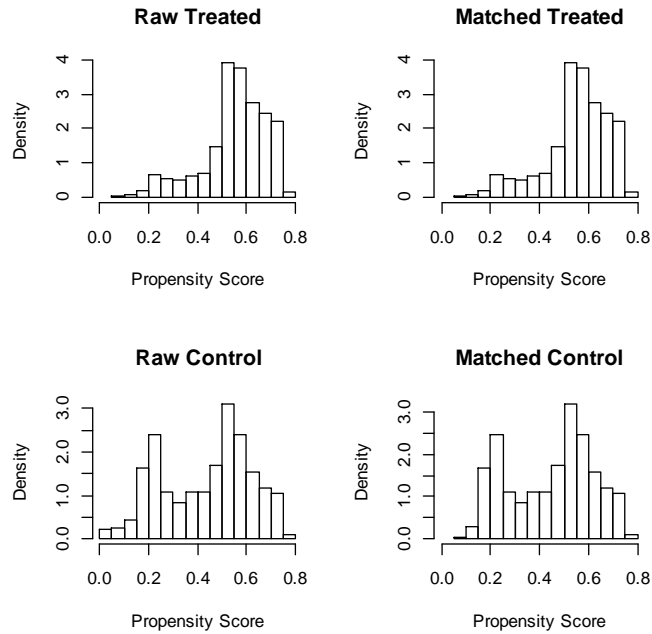 Raw Treated
Density
0 1 2 3 4
0.0 0.2 0.4 0.6 0.8
Propensity Score
Matched Treated
Density
0 1 2 3 4
0.0 0.2 0.4 0.6 0.8
Propensity Score
Raw Control
Density
0.0 1.0 2.0 3.0
0.0 0.2 0.4 0.6 0.8
Propensity Score
Matched Control
Density
0.0 1.0 2.0 3.0
0.0 0.2 0.4 0.6 0.8
Propensity Score